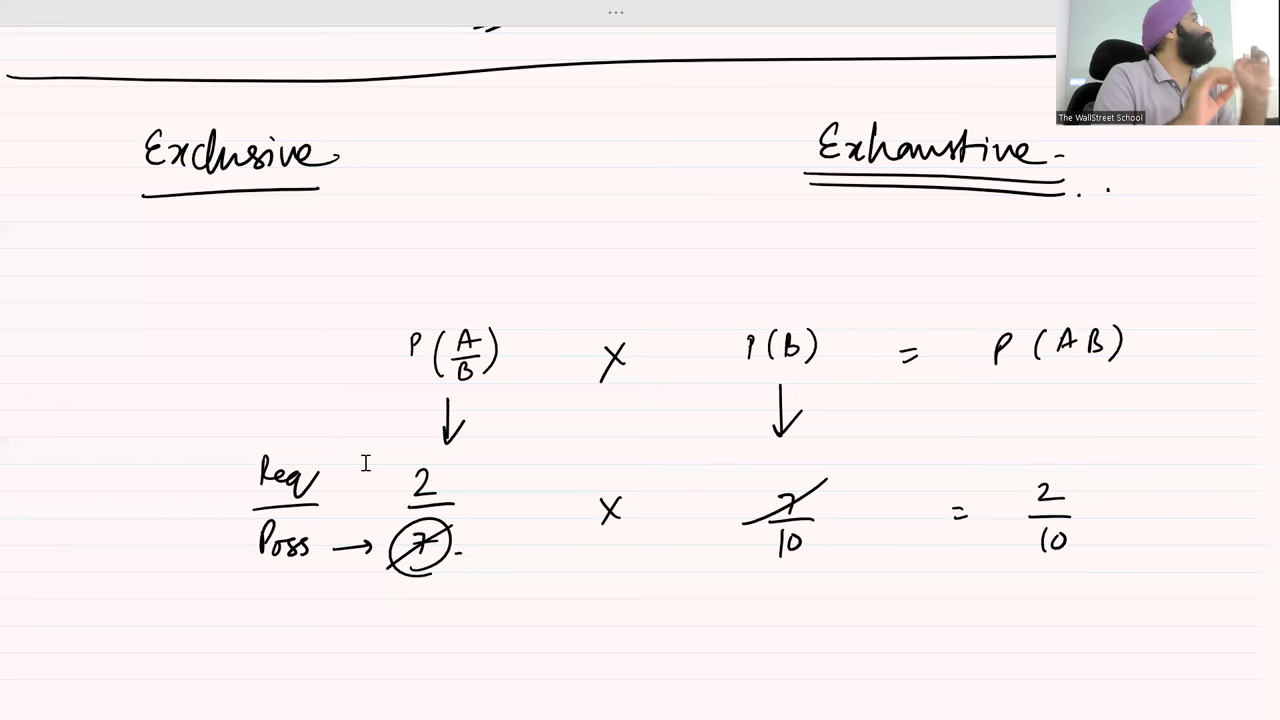 The WallStreet School
Exclusive
Exhaustive - . .
P(A/B) X P(B) = P(AB)
Req/Poss → 2/7 X 7/10 = 2/10